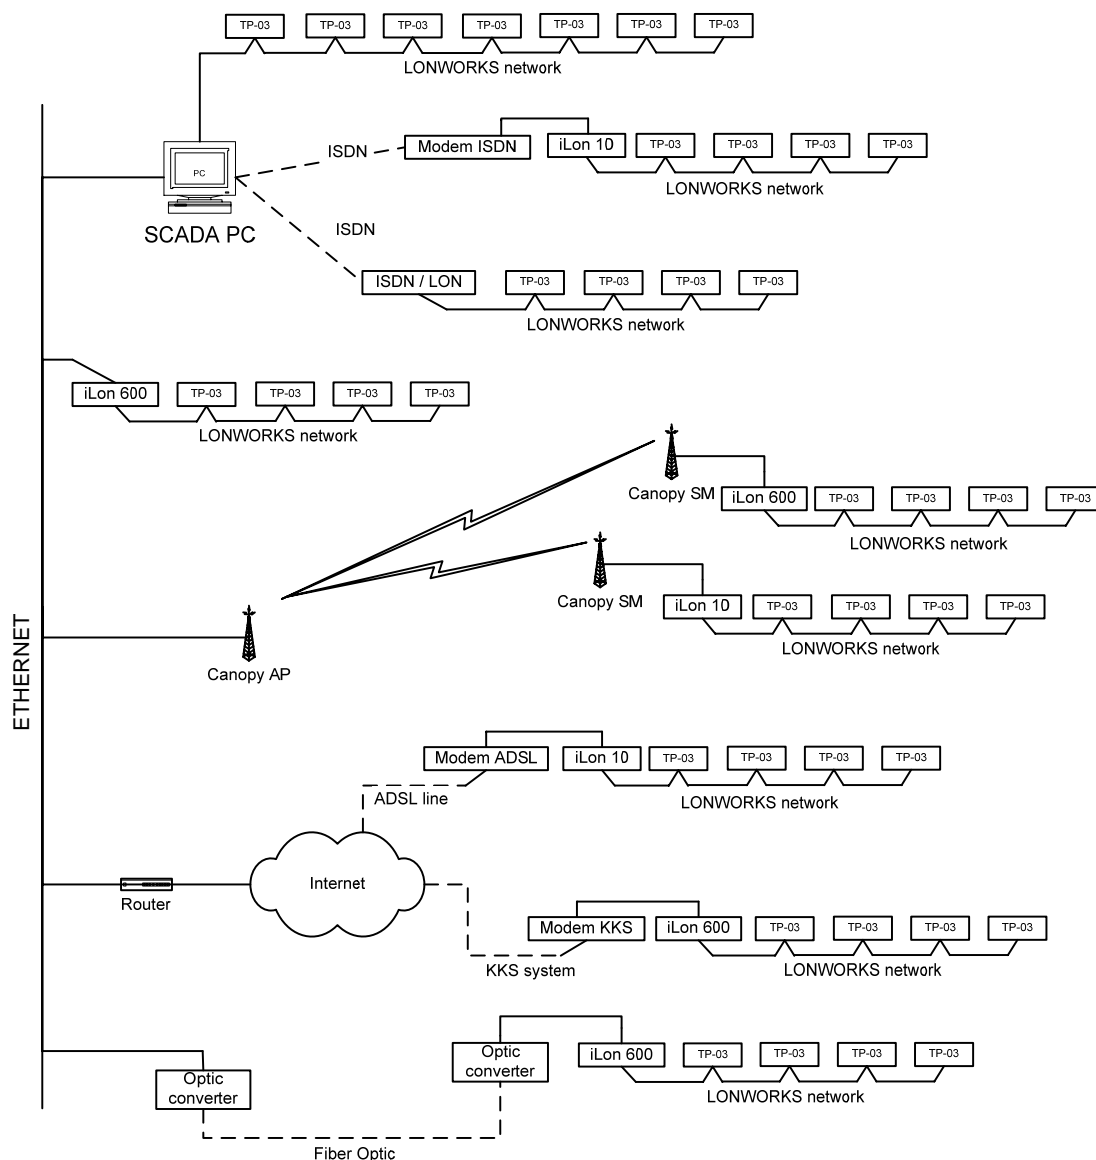 TP-03 TP-03 TP-03 TP-03 TP-03 TP-03 TP-03
LONWORKS network
ISDN
Modem ISDN
iLon 10
TP-03 TP-03 TP-03 TP-03
LONWORKS network
PC
SCADA PC
ISDN
ISDN / LON
TP-03 TP-03 TP-03 TP-03
LONWORKS network
iLon 600
TP-03 TP-03 TP-03 TP-03
LONWORKS network
Canopy SM
iLon 600
TP-03 TP-03 TP-03 TP-03
LONWORKS network
Canopy SM
iLon 10
TP-03 TP-03 TP-03 TP-03
LONWORKS network
Canopy AP
ETHERNET
Modem ADSL
iLon 10
TP-03 TP-03 TP-03 TP-03
LONWORKS network
ADSL line
Internet
Router
Modem KKS
iLon 600
TP-03 TP-03 TP-03 TP-03
LONWORKS network
KKS system
Optic
converter
Optic
converter
iLon 600
TP-03 TP-03 TP-03 TP-03
LONWORKS network
Fiber Optic